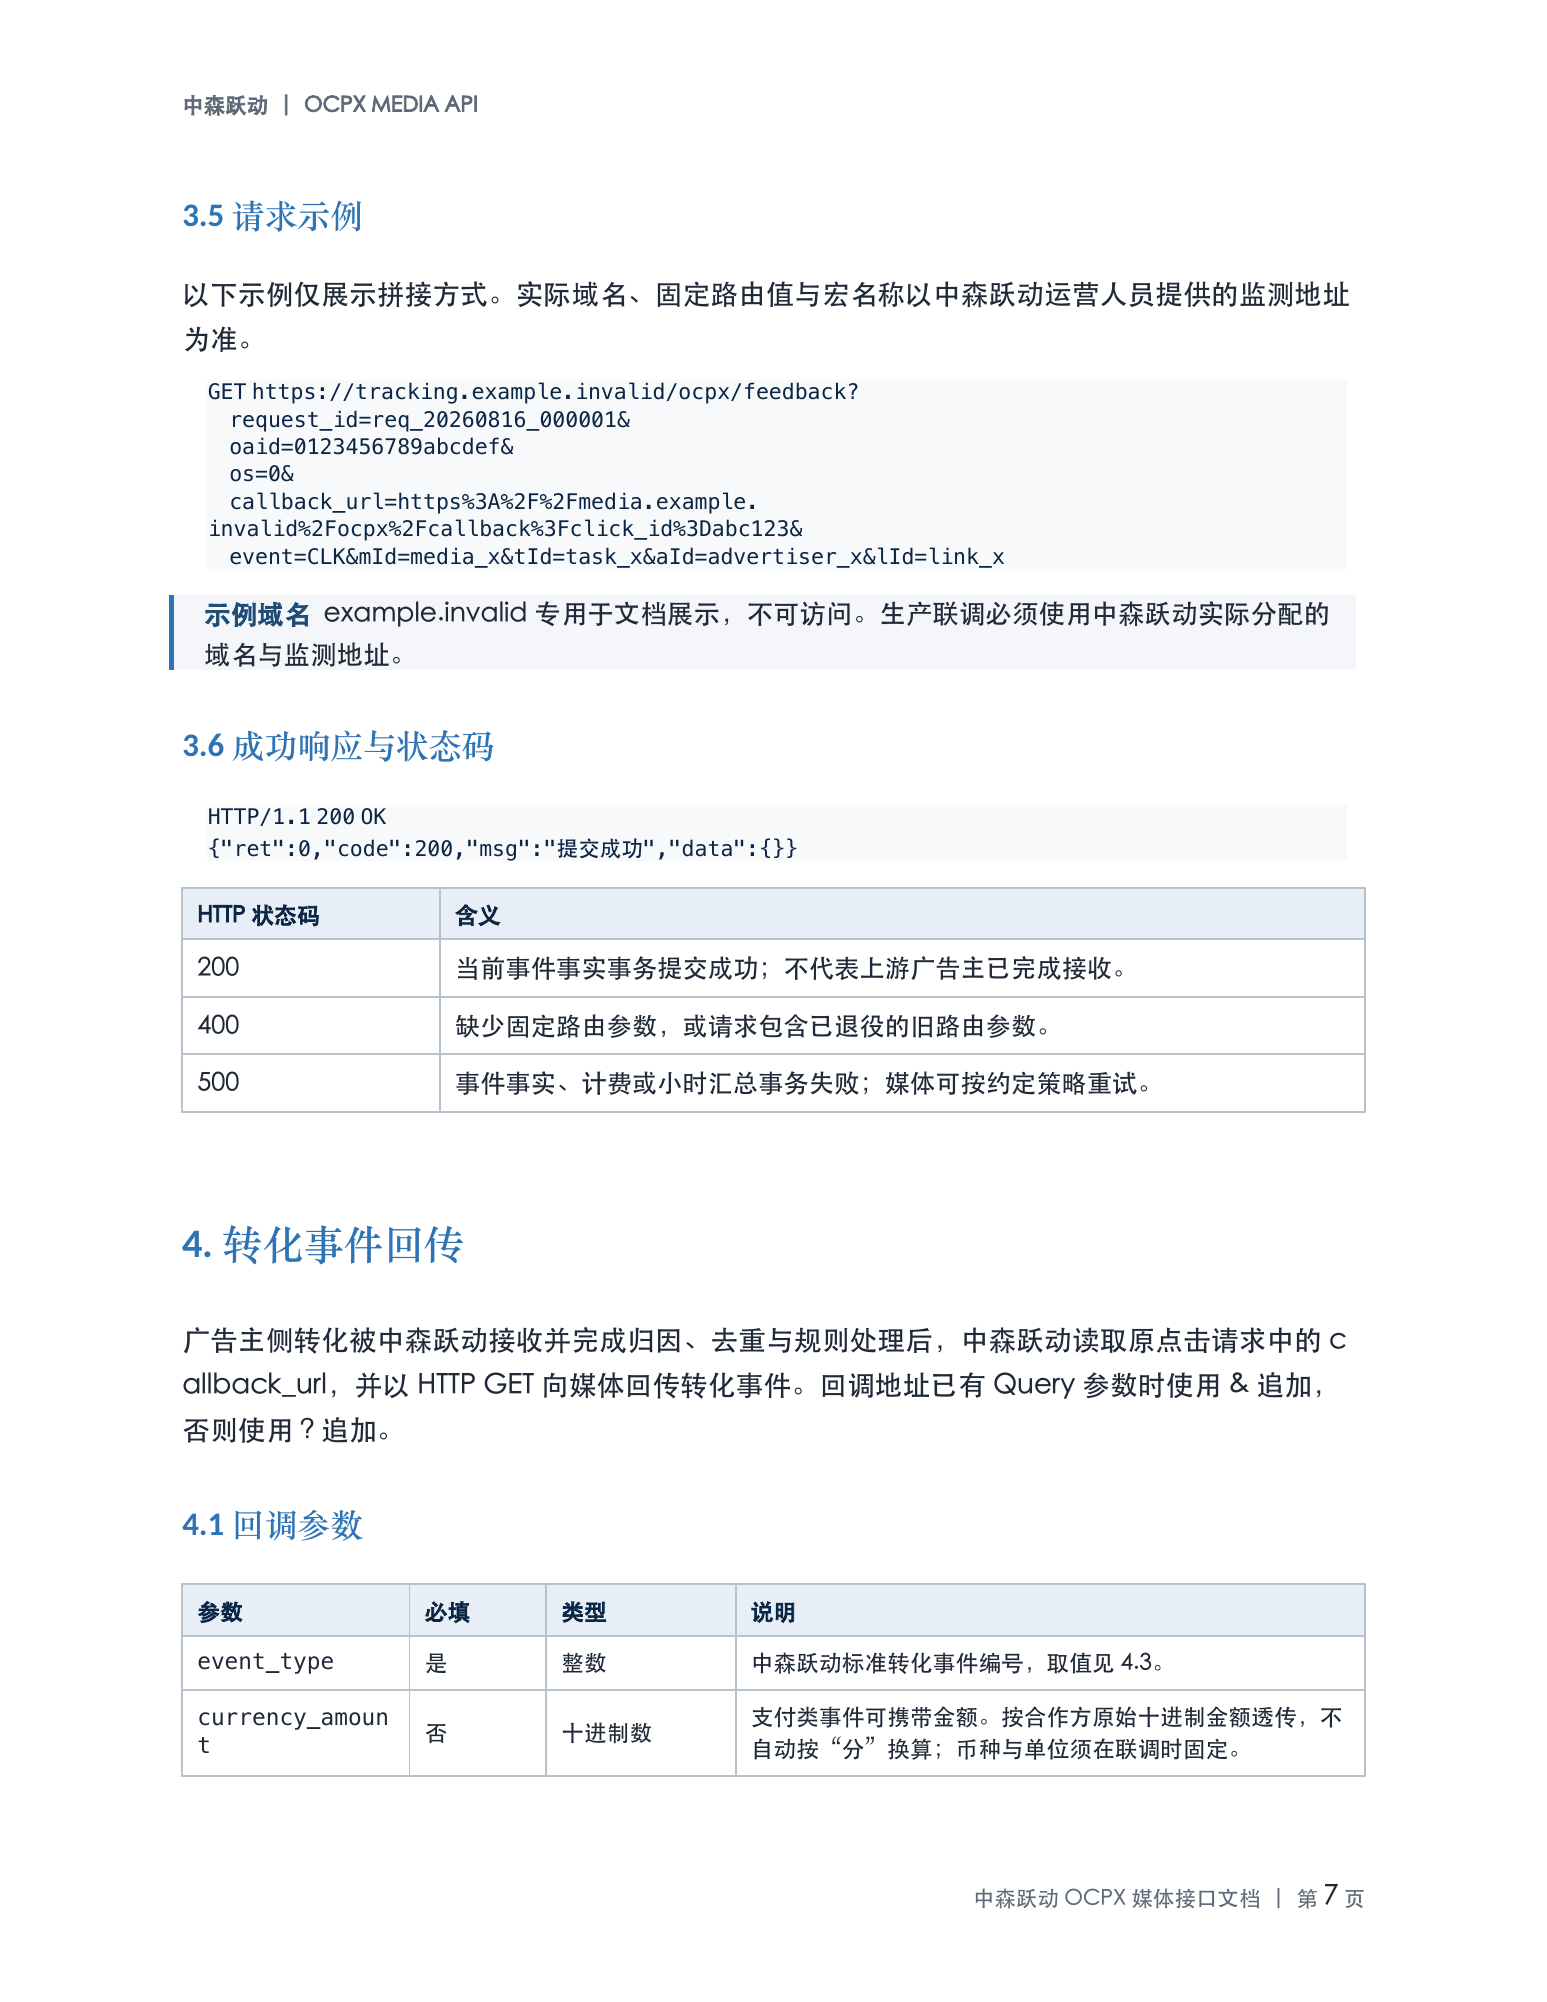 中森跃动 | OCPX MEDIA API
3.5 请求示例
以下示例仅展示拼接方式。实际域名、固定路由值与宏名称以中森跃动运营人员提供的监测地址
为准。
GET https://tracking.example.invalid/ocpx/feedback?
request_id=req_20260816_000001&
oaid=0123456789abcdef&
os=0&
callback_url=https%3A%2F%2Fmedia.example.
invalid%2Focpx%2Fcallback%3Fclick_id%3Dabc123&
event=CLK&mId=media_x&tId=task_x&aId=advertiser_x&lId=link_x
示例域名 example.invalid 专用于文档展示，不可访问。生产联调必须使用中森跃动实际分配的
域名与监测地址。
3.6 成功响应与状态码
HTTP/1.1 200 OK
{"ret":0,"code":200,"msg":"提交成功","data":{}}
HTTP 状态码 含义
200 当前事件事实事务提交成功；不代表上游广告主已完成接收。
400 缺少固定路由参数，或请求包含已退役的旧路由参数。
500 事件事实、计费或小时汇总事务失败；媒体可按约定策略重试。
4. 转化事件回传
广告主侧转化被中森跃动接收并完成归因、去重与规则处理后，中森跃动读取原点击请求中的 c
allback_url，并以 HTTP GET 向媒体回传转化事件。回调地址已有 Query 参数时使用 & 追加，
否则使用 ? 追加。
4.1 回调参数
参数 必填 类型 说明
event_type 是 整数 中森跃动标准转化事件编号，取值见 4.3。
currency_amoun
t 否 十进制数 支付类事件可携带金额。按合作方原始十进制金额透传，不
自动按“分”换算；币种与单位须在联调时固定。
中森跃动 OCPX 媒体接口文档 | 第 7 页